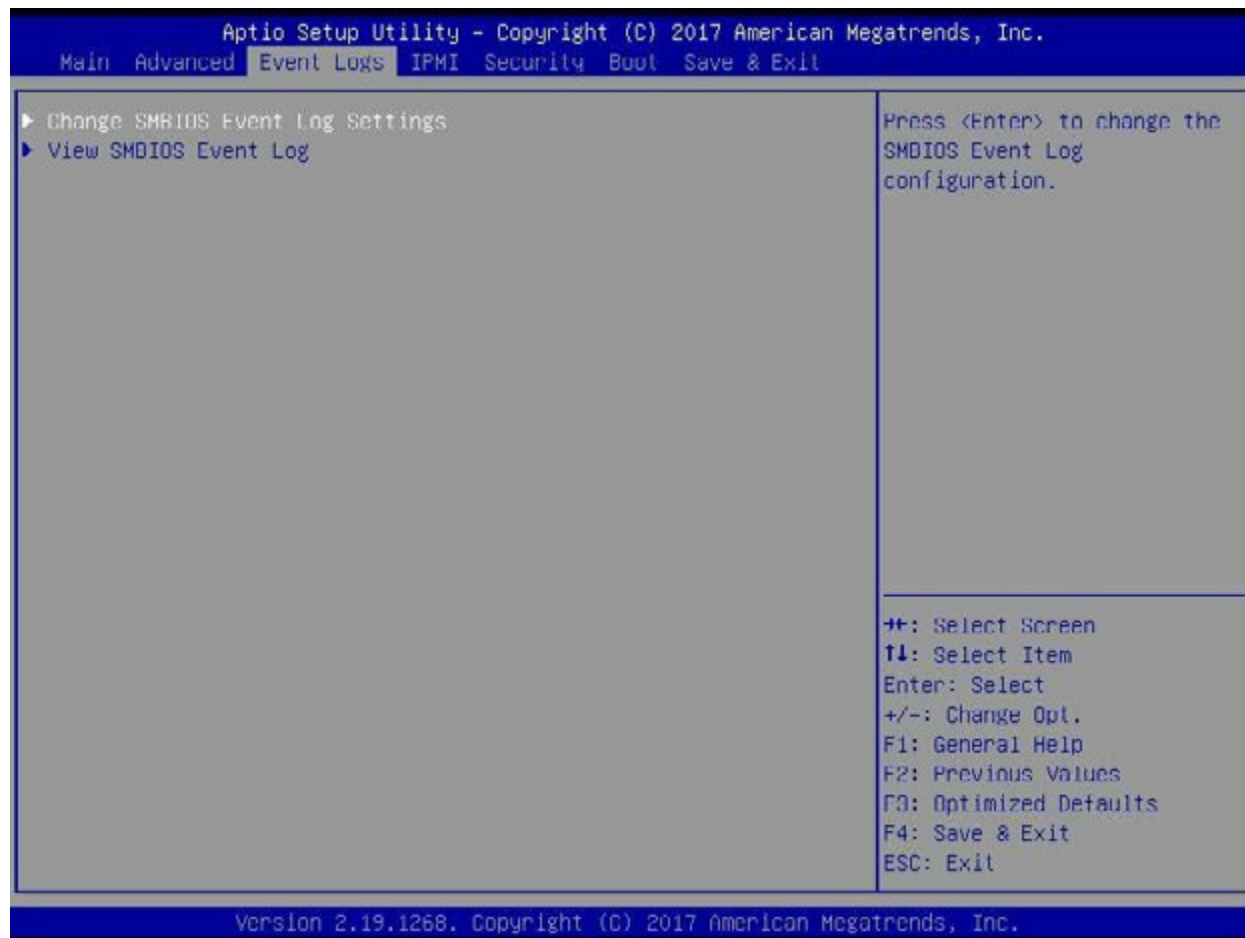 Aptio Setup Utility - Copyright (C) 2017 American Megatrends, Inc.
Main Advanced Event Logs IPMI Security Boot Save & Exit
▶ Change SMBIOS Event Log Settings
▶ View SMBIOS Event Log
Press <Enter> to change the
SMBIOS Event Log
configuration.
→←: Select Screen
↑↓: Select Item
Enter: Select
+/-: Change Opt.
F1: General Help
F2: Previous Values
F3: Optimized Defaults
F4: Save & Exit
ESC: Exit
Version 2.19.1268. Copyright (C) 2017 American Megatrends, Inc.